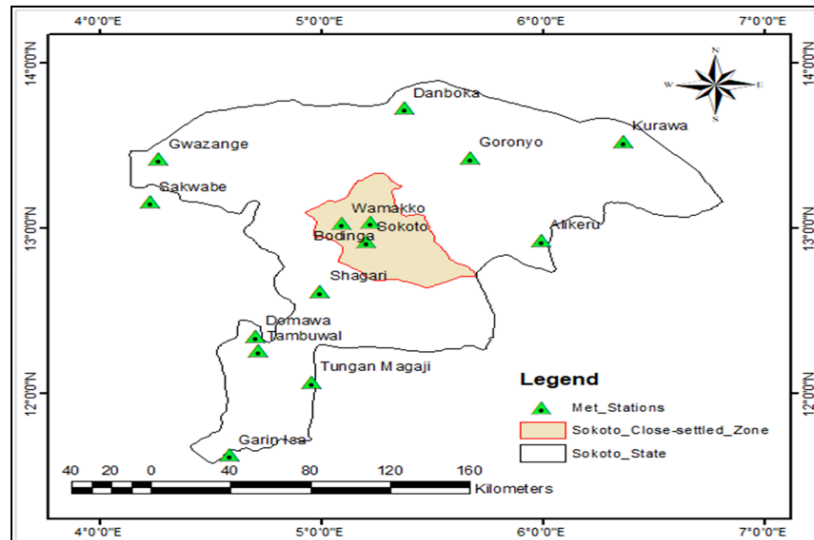 4°0'0"E 5°0'0"E 6°0'0"E 7°0'0"E
14°0'0"N 14°0'0"N
N
W E
S
Danboka
Kurawa
Gwazange
Goronyo
Sakwabe
Wamakko
13°0'0"N 13°0'0"N
Sokoto
Alikeru
Bodinga
Shagari
Domawa
Tambuwal
Tungan Magaji
12°0'0"N 12°0'0"N
Legend
Met_Stations
Sokoto_Close-settled_Zone
Sokoto_State
Garin Isa
40 20 0 40 80 120 160
Kilometers
4°0'0"E 5°0'0"E 6°0'0"E 7°0'0"E